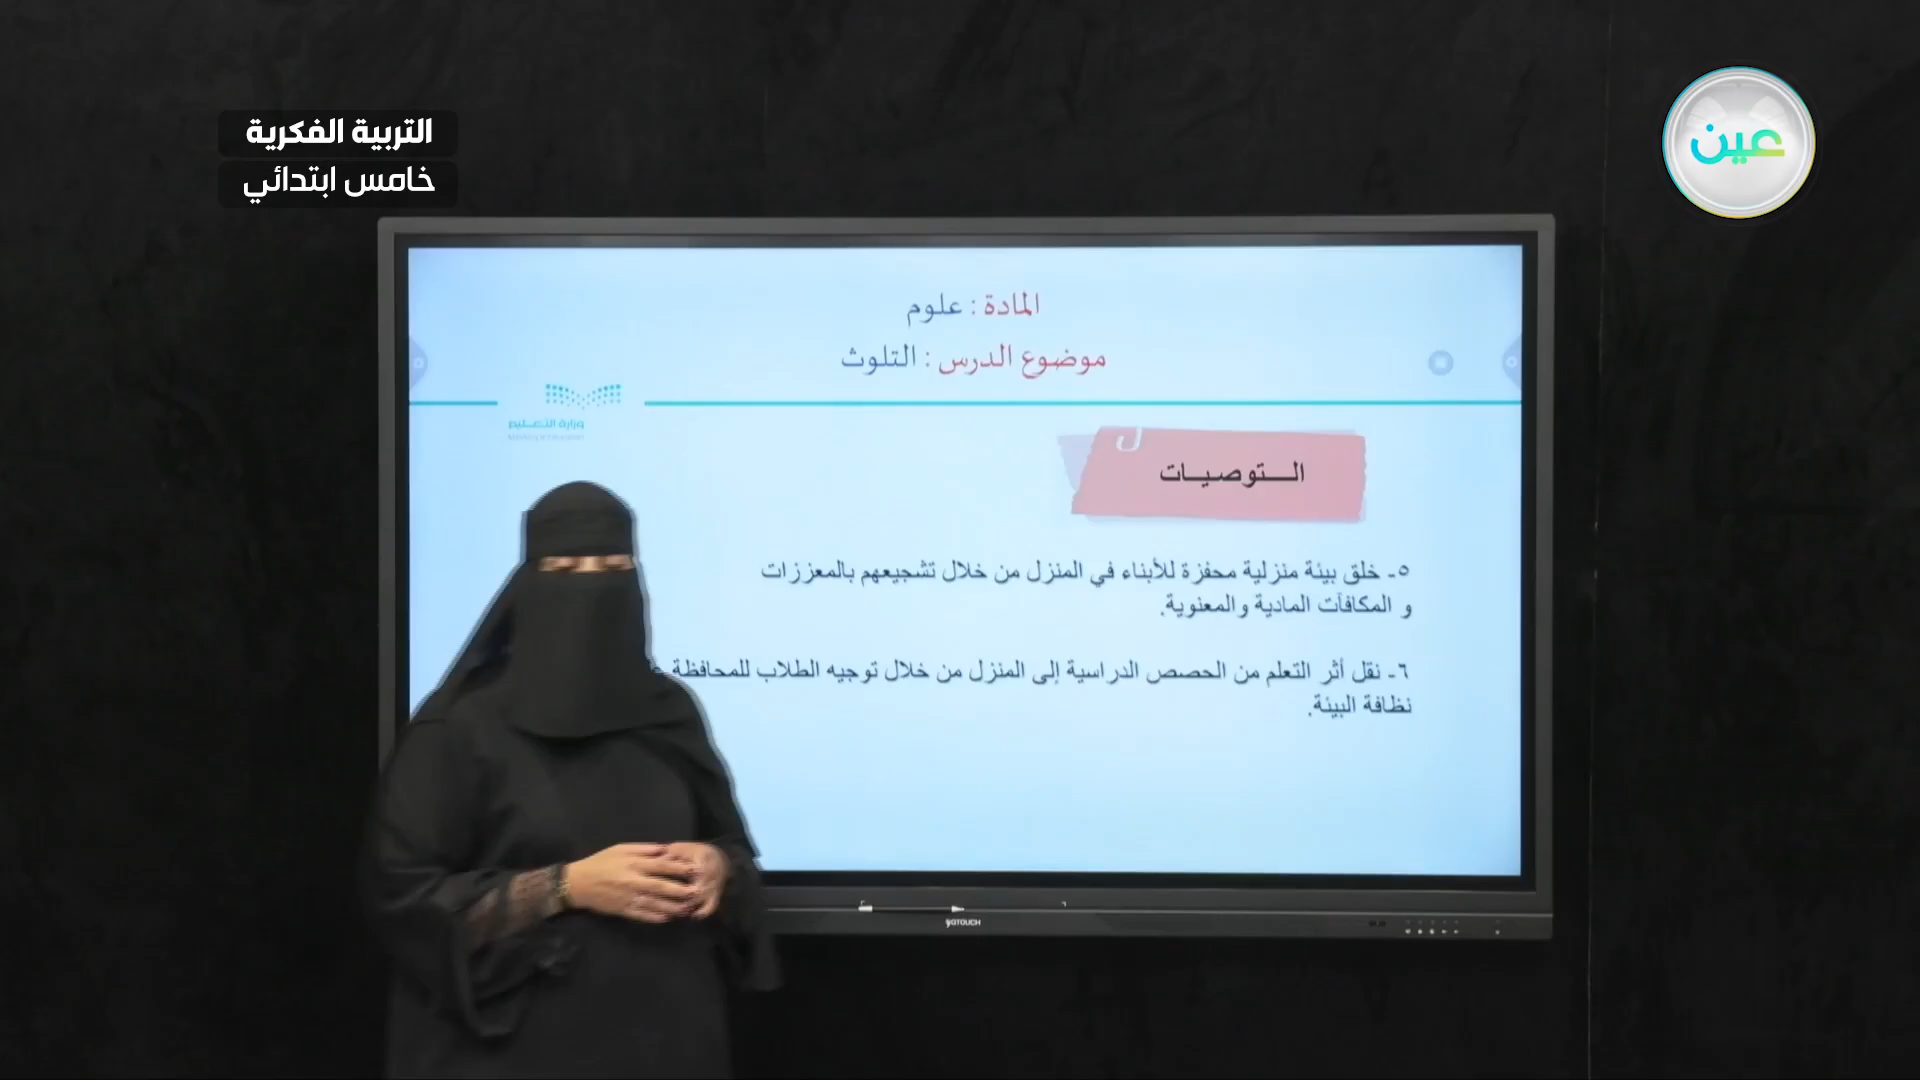 التربية الفكرية
خامس ابتدائي
عين
المادة : علوم
موضوع الدرس : التلوث
وزارة التعليم
الـــتوصـيــات
٥- خلق بيئة منزلية محفزة للأبناء في المنزل من خلال تشجيعهم بالمعززات
و المكافآت المادية والمعنوية.
٦- نقل أثر التعلم من الحصص الدراسية إلى المنزل من خلال توجيه الطلاب للمحافظة
نظافة البيئة.